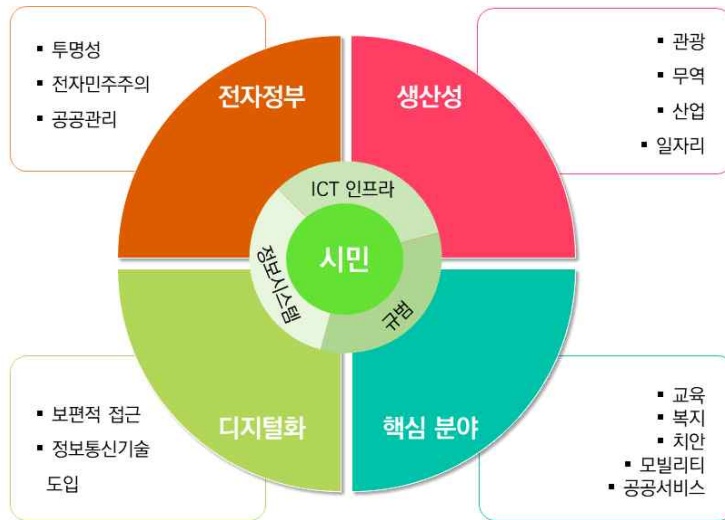 ▪ 투명성
▪ 전자민주주의
▪ 공공관리
전자정부
생산성
▪ 관광
▪ 무역
▪ 산업
▪ 일자리
ICT 인프라
정보시스템
시민
규범
디지털화
핵심 분야
▪ 보편적 접근
▪ 정보통신기술
도입
▪ 교육
▪ 복지
▪ 치안
▪ 모빌리티
▪ 공공서비스